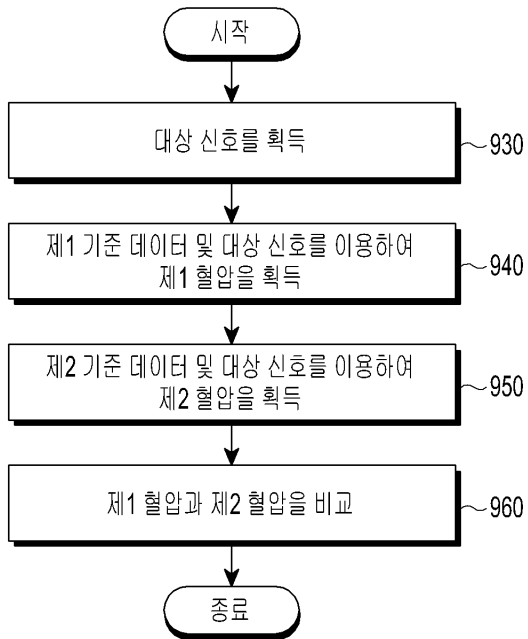 시작
대상 신호를 획득
930
제1 기준 데이터 및 대상 신호를 이용하여
제1 혈압을 획득
940
제2 기준 데이터 및 대상 신호를 이용하여
제2 혈압을 획득
950
제1 혈압과 제2 혈압을 비교
960
종료